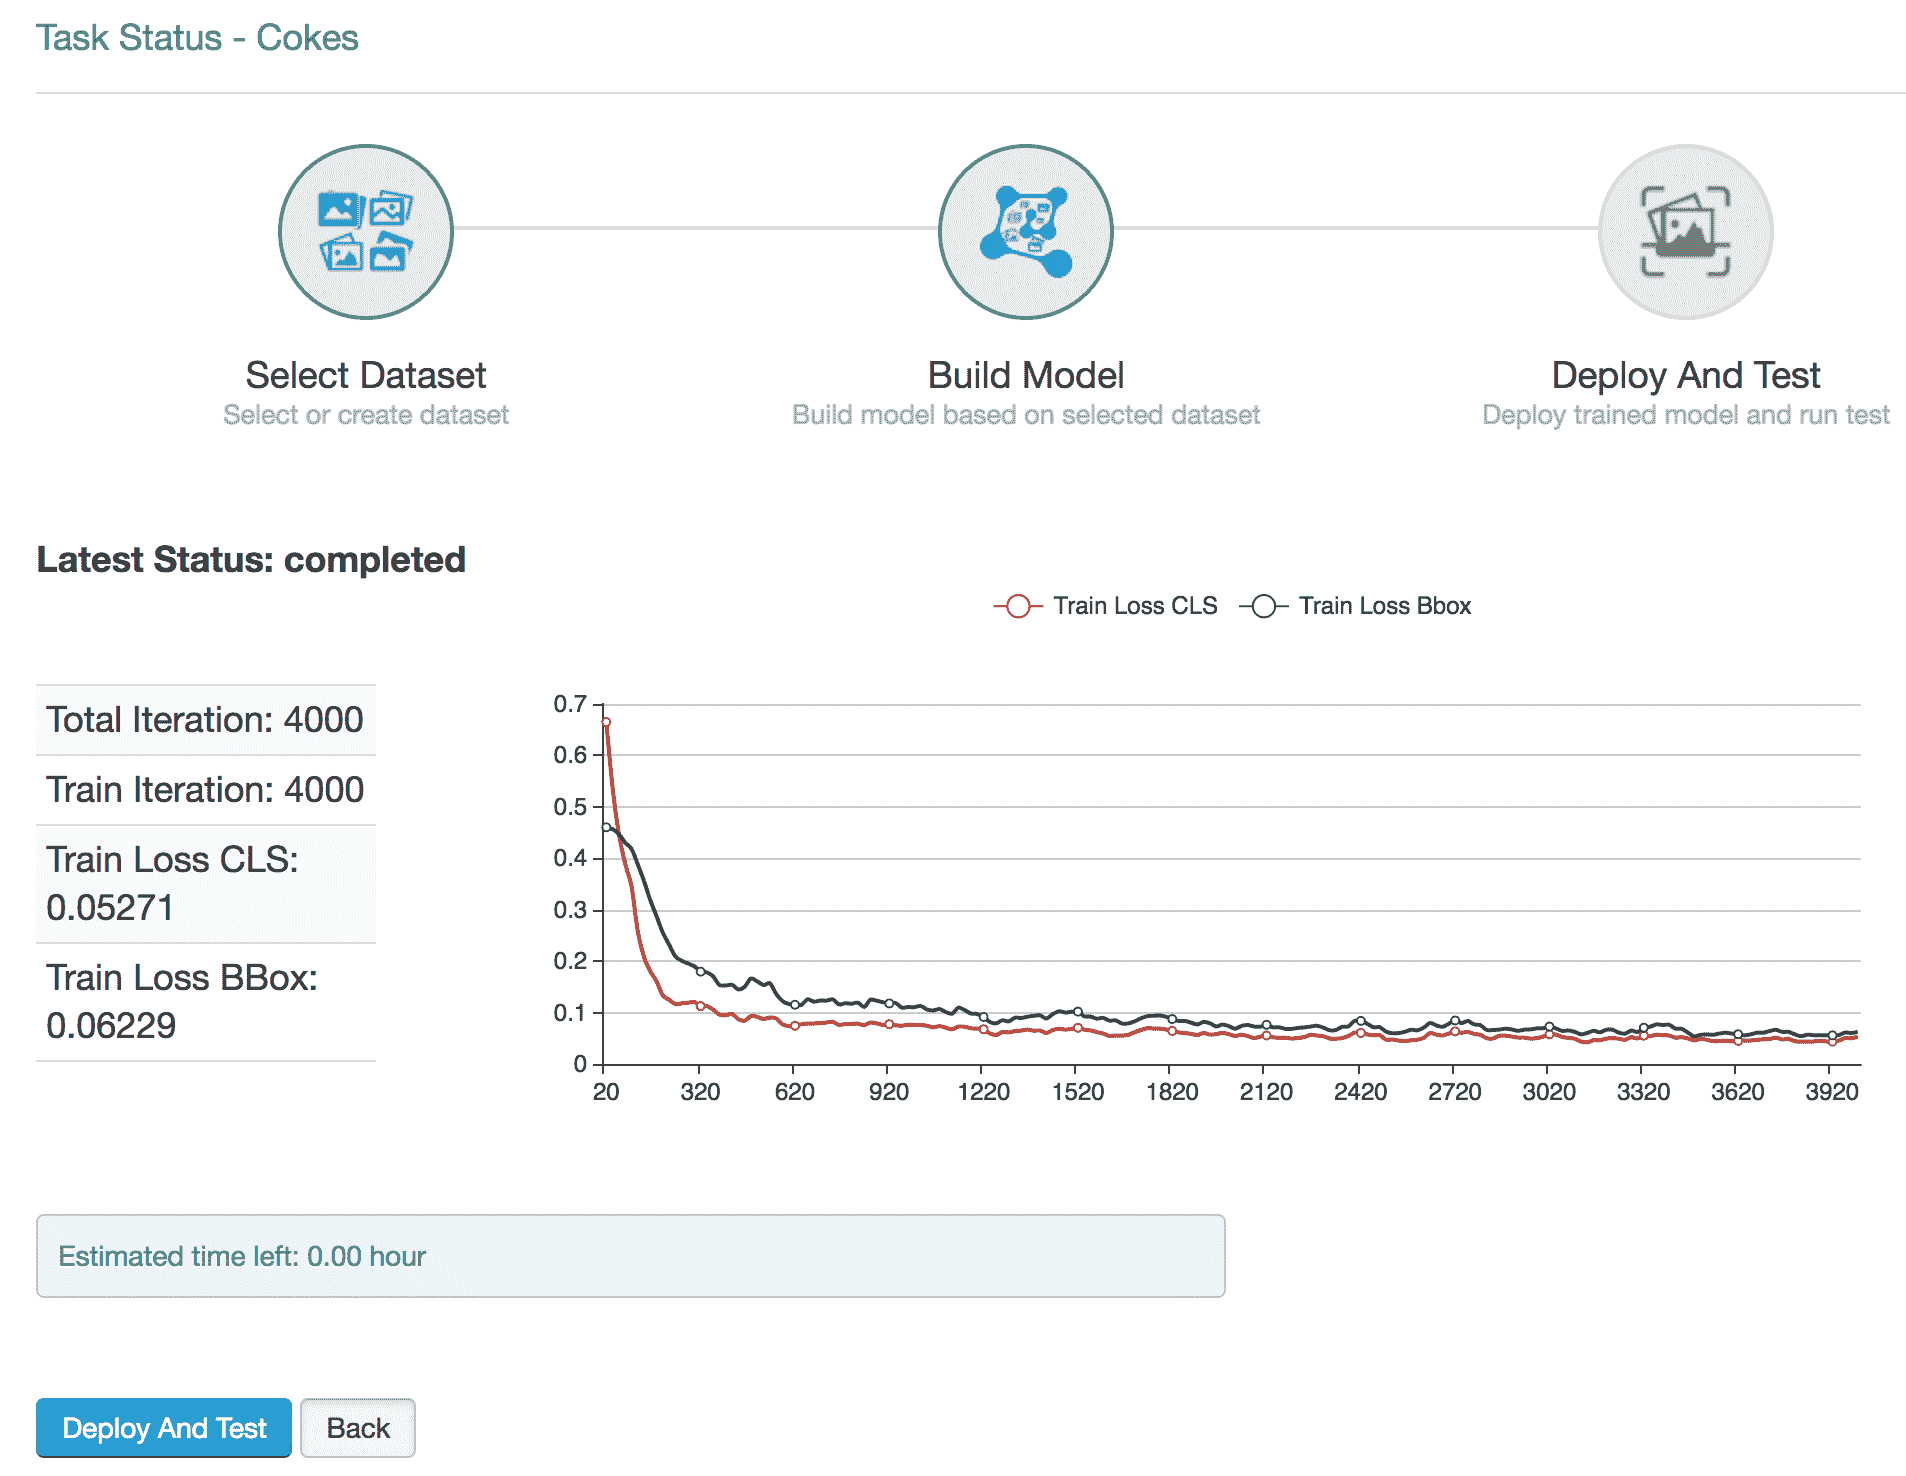 Task Status - Cokes
Select Dataset
Select or create dataset
Build Model
Build model based on selected dataset
Deploy And Test
Deploy trained model and run test
Latest Status: completed
Train Loss CLS
Train Loss Bbox
Total Iteration: 4000
Train Iteration: 4000
Train Loss CLS:
0.05271
Train Loss BBox:
0.06229
0.7
0.6
0.5
0.4
0.3
0.2
0.1
0
20 320 620 920 1220 1520 1820 2120 2420 2720 3020 3320 3620 3920
Estimated time left: 0.00 hour
Deploy And Test
Back